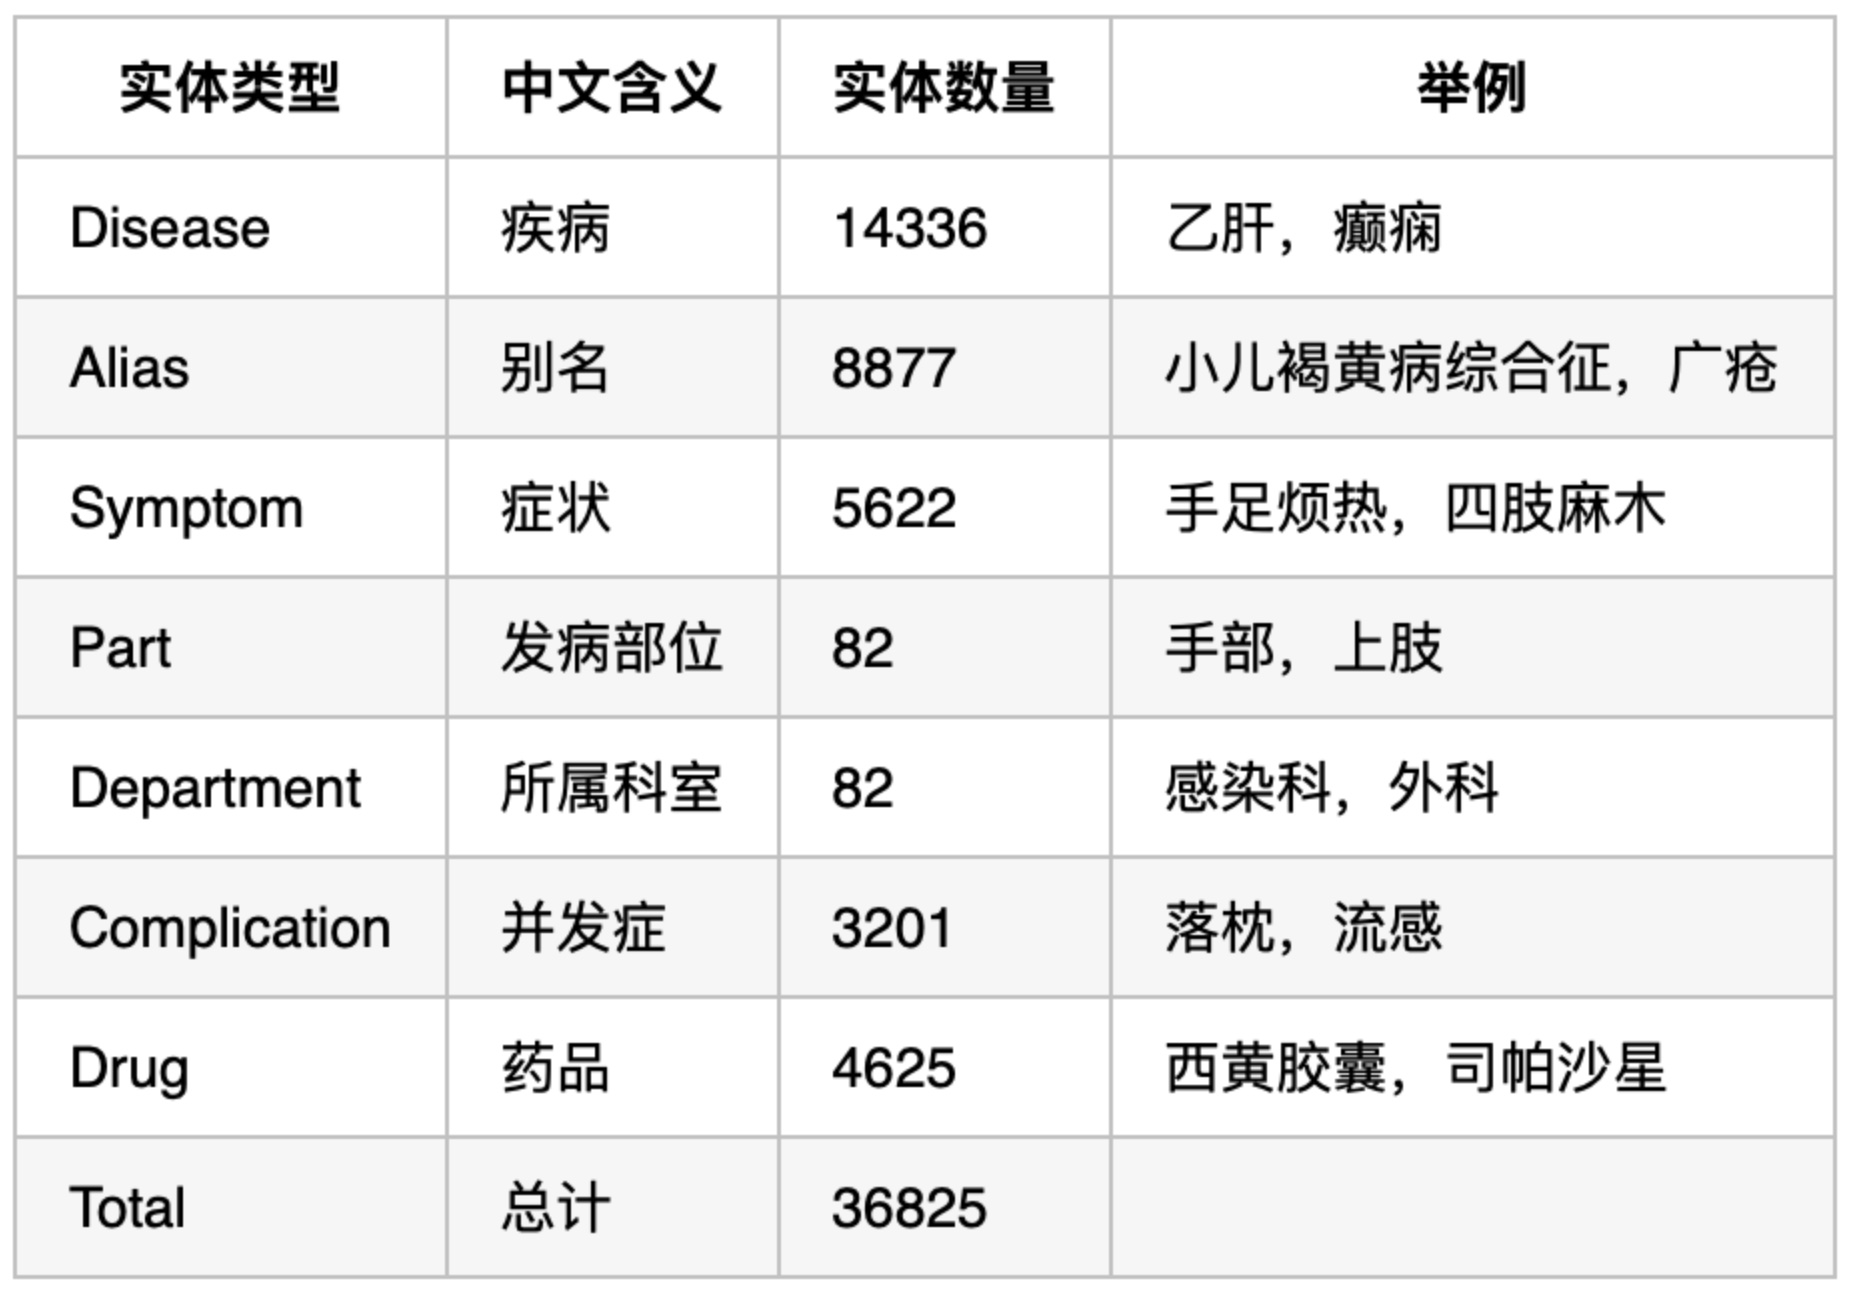 实体类型 中文含义 实体数量 举例
Disease 疾病 14336 乙肝，癫痫
Alias 别名 8877 小儿褐黄病综合征，广疮
Symptom 症状 5622 手足烦热，四肢麻木
Part 发病部位 82 手部，上肢
Department 所属科室 82 感染科，外科
Complication 并发症 3201 落枕，流感
Drug 药品 4625 西黄胶囊，司帕沙星
Total 总计 36825